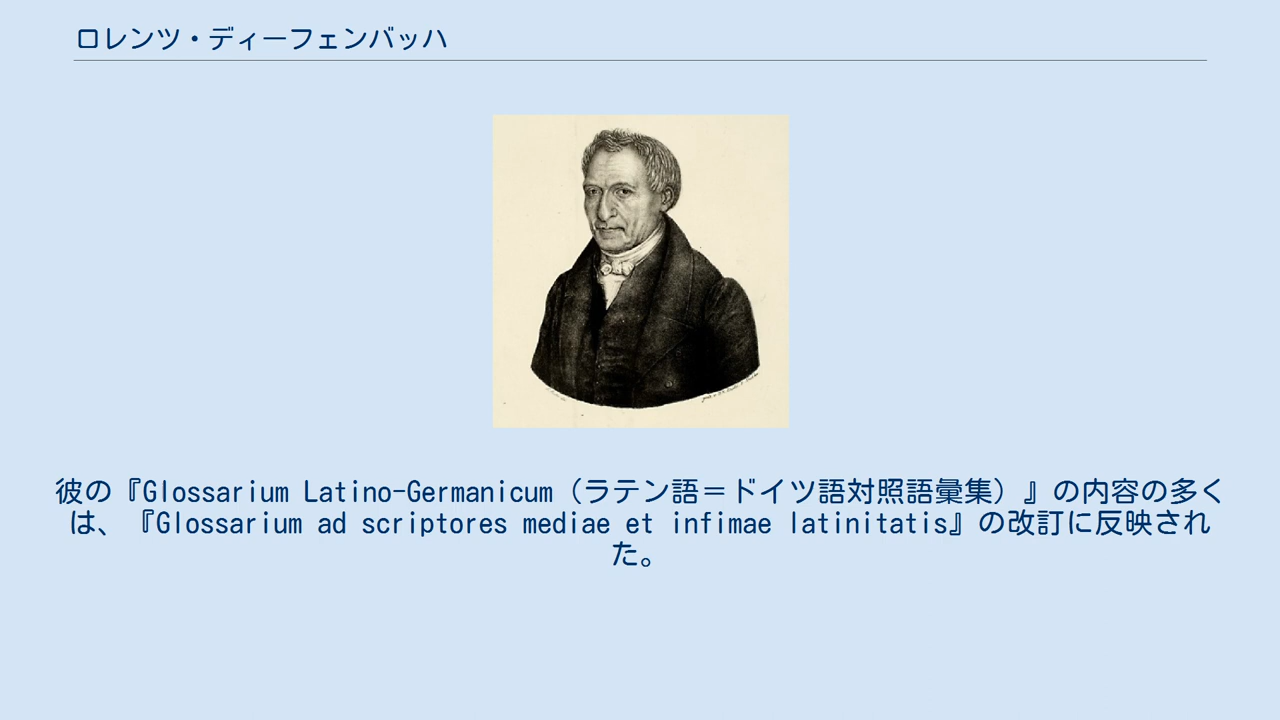 ロレンツ・ディーフェンバッハ
彼の『Glossarium Latino-Germanicum（ラテン語＝ドイツ語対照語彙集）』の内容の多く
は、『Glossarium ad scriptores mediae et infimae latinitatis』の改訂に反映され
た。